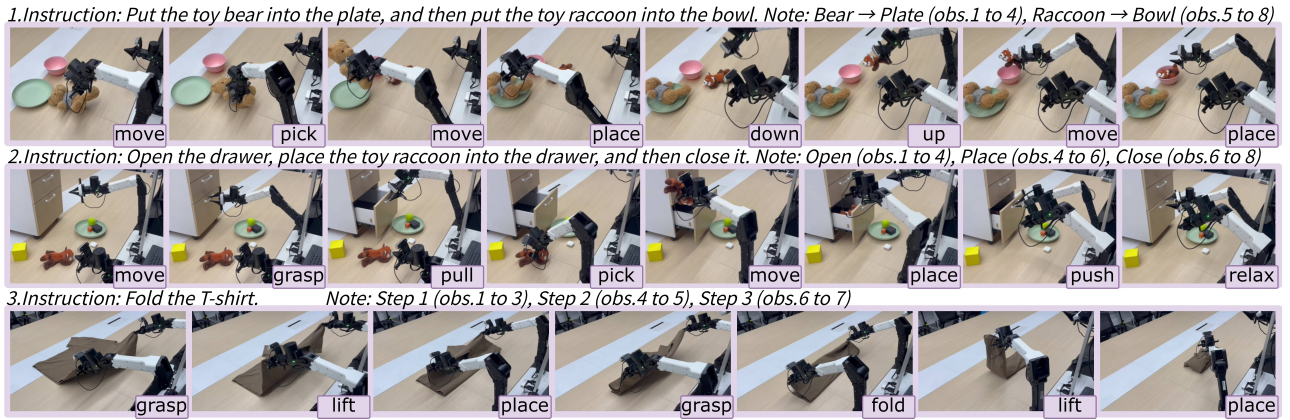 1.Instruction: Put the toy bear into the plate, and then put the toy raccoon into the bowl. Note: Bear → Plate (obs.1 to 4), Raccoon → Bowl (obs.5 to 8)
move pick move place down up move place
2.Instruction: Open the drawer, place the toy raccoon into the drawer, and then close it. Note: Open (obs.1 to 4), Place (obs.4 to 6), Close (obs.6 to 8)
move grasp pull pick move place push relax
3.Instruction: Fold the T-shirt. Note: Step 1 (obs.1 to 3), Step 2 (obs.4 to 5), Step 3 (obs.6 to 7)
grasp lift place grasp fold lift place